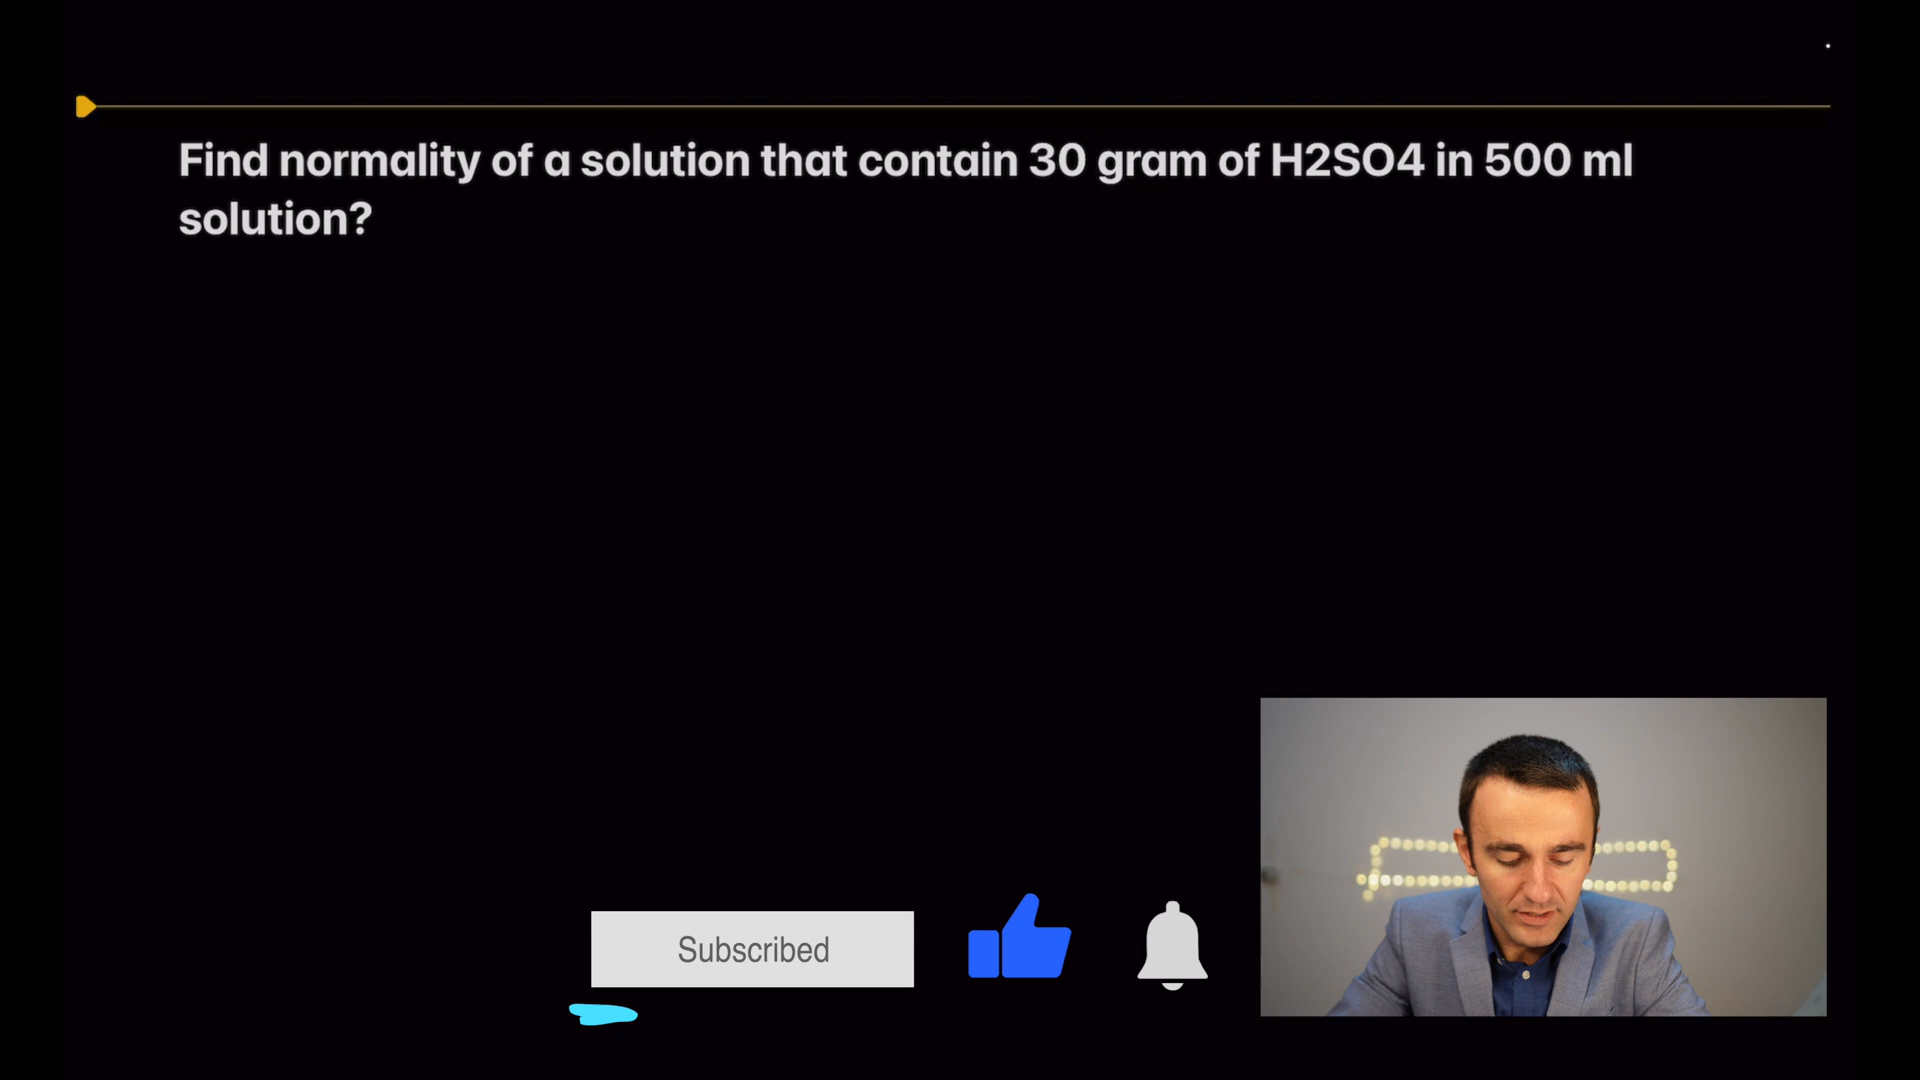 Find normality of a solution that contain 30 gram of H2SO4 in 500 ml
solution?
Subscribed